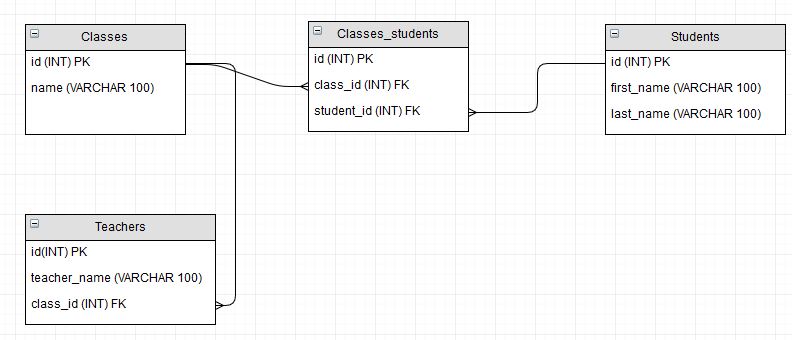 Classes
id (INT) PK
name (VARCHAR 100)
Classes_students
id (INT) PK
class_id (INT) FK
student_id (INT) FK
Students
id (INT) PK
first_name (VARCHAR 100)
last_name (VARCHAR 100)
Teachers
id(INT) PK
teacher_name (VARCHAR 100)
class_id (INT) FK